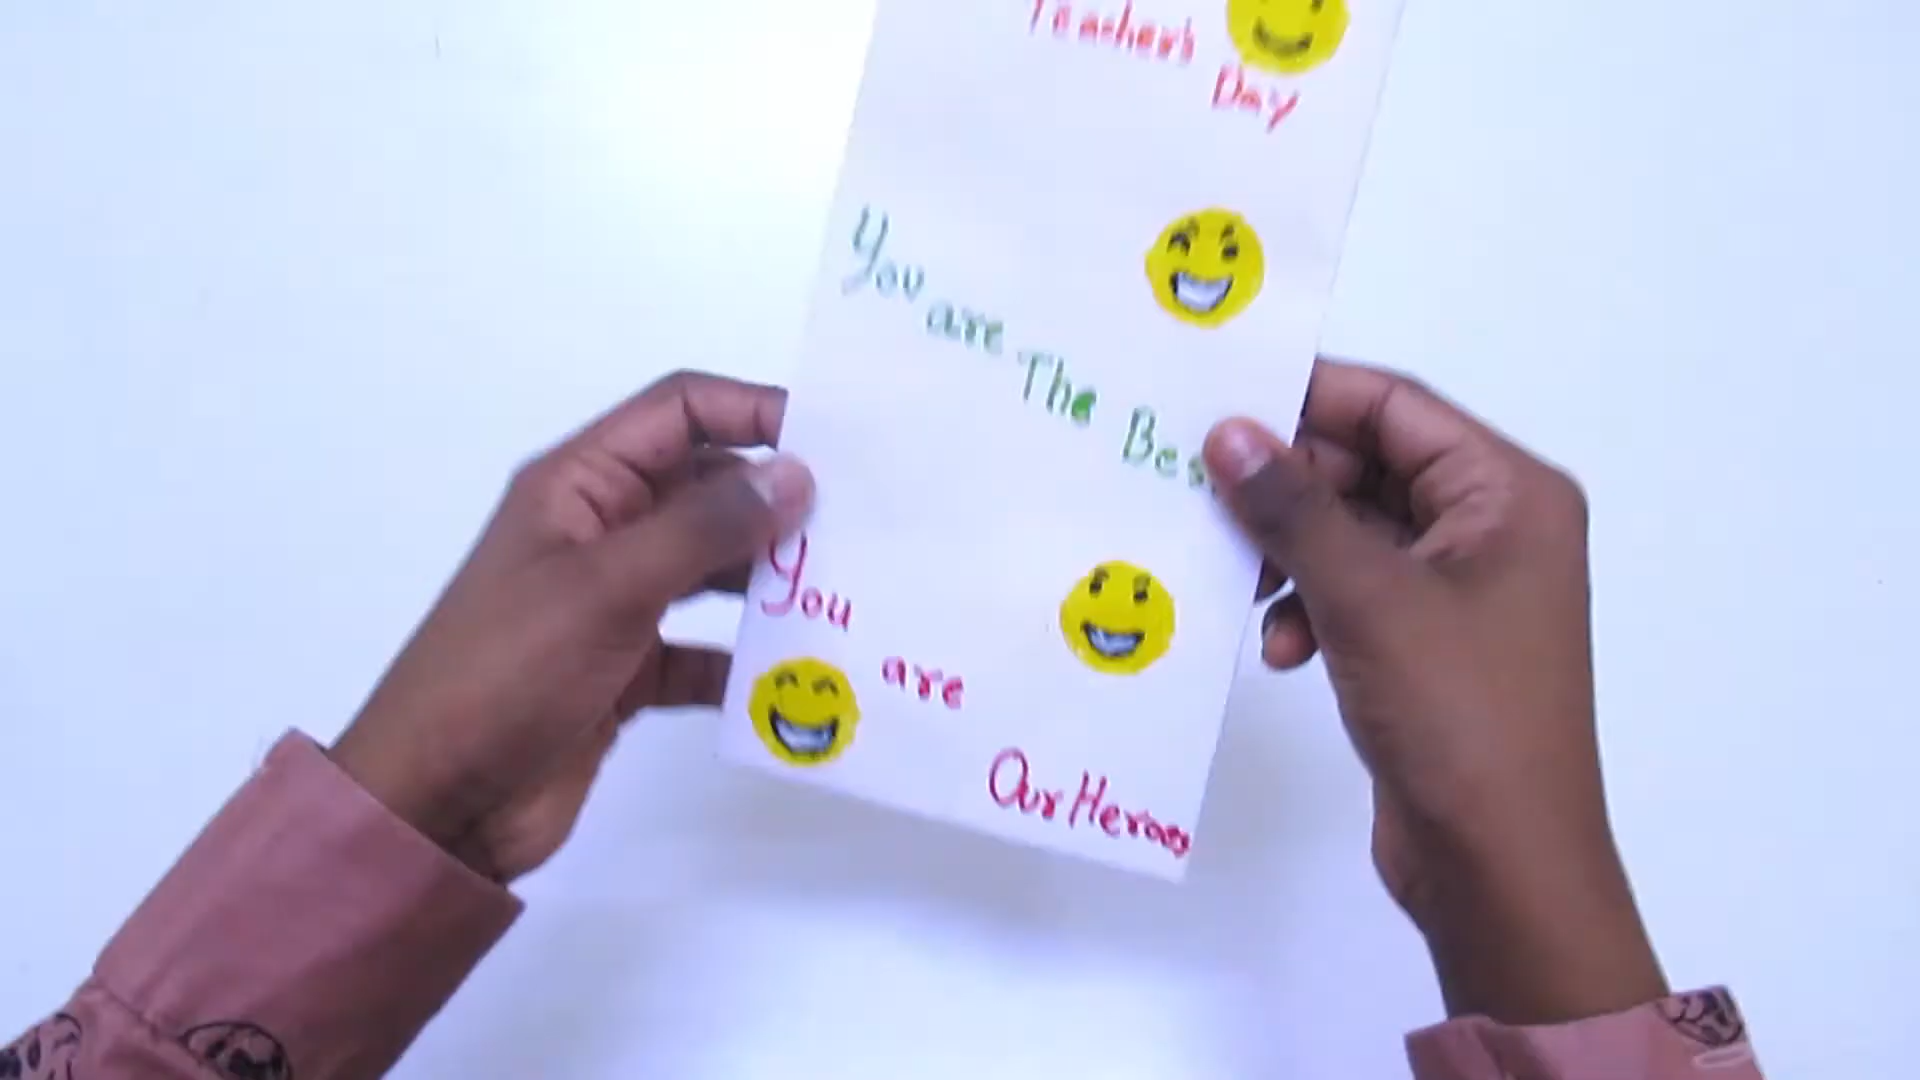 Teacher's
Day
You are The Bes
You
are
Our Heroes